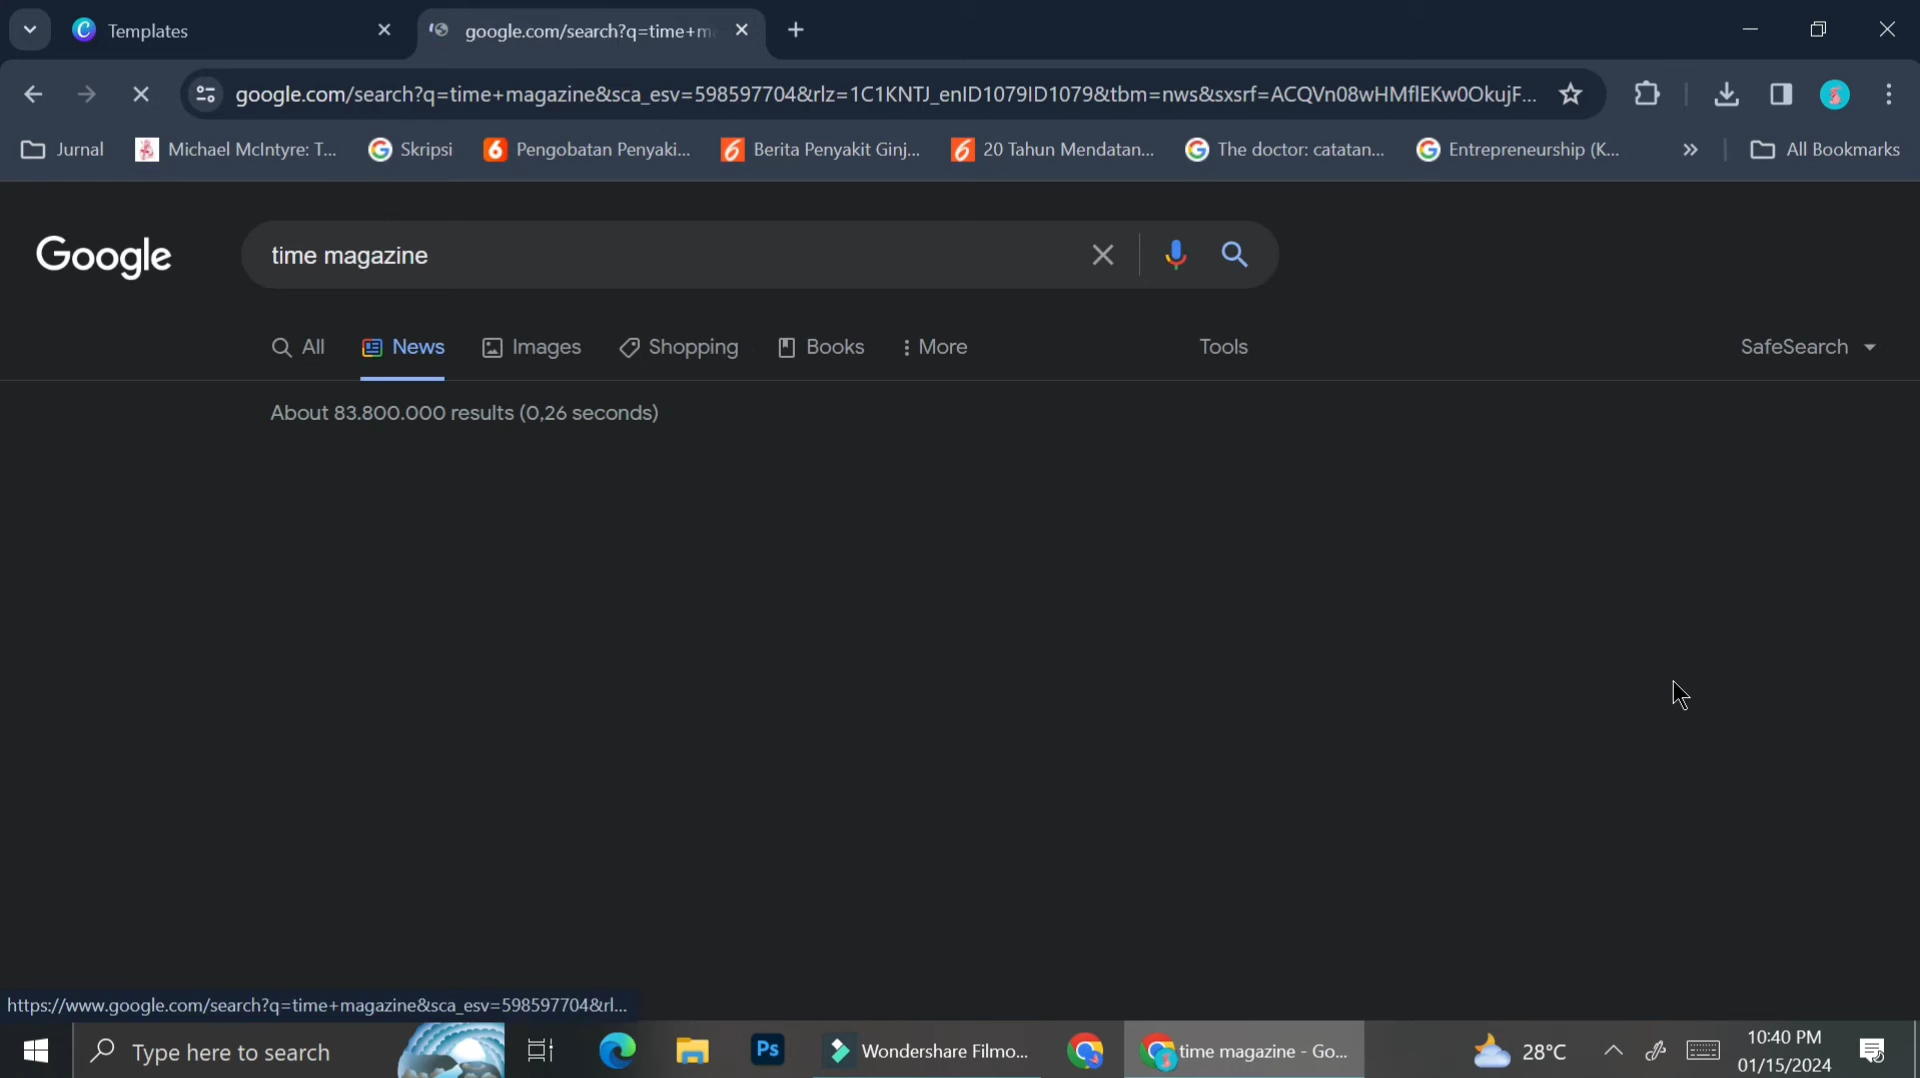 Templates
google.com/search?q=time+m
google.com/search?q=time+magazine&sca_esv=598597704&rlz=1C1KNTJ_enID1079ID1079&tbm=nws&sxsrf=ACQVn08wHMflEKw0OkujF...
Jurnal
Michael McIntyre: T...
Skripsi
Pengobatan Penyaki...
Berita Penyakit Ginj...
20 Tahun Mendatan...
The doctor: catatan...
Entrepreneurship (K...
»
All Bookmarks
Google
time magazine
All
News
Images
Shopping
Books
More
Tools
SafeSearch
About 83.800.000 results (0,26 seconds)
https://www.google.com/search?q=time+magazine&sca_esv=598597704&rl...
Type here to search
Ps
Wondershare Filmo...
time magazine - Go...
28°C
10:40 PM
01/15/2024